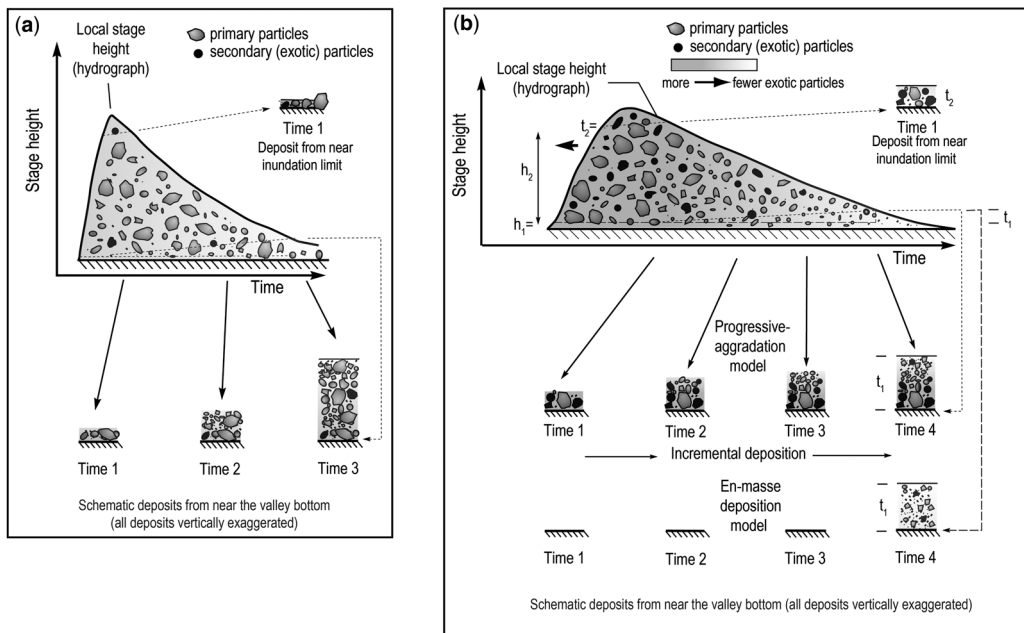 (a)
Local stage
height
(hydrograph)
primary particles
secondary (exotic) particles
Stage height
Time 1
Deposit from near
inundation limit
Time
Time 1
Time 2
Time 3
Schematic deposits from near the valley bottom
(all deposits vertically exaggerated)
(b)
primary particles
secondary (exotic) particles
more fewer exotic particles
Local stage height
(hydrograph)
Stage height
t2=
h2
h1=
t2
Time 1
Deposit from near
inundation limit
t1
Time
Progressive-
aggradation
model
t1
Time 1
Time 2
Time 3
Time 4
Incremental deposition
En-masse
deposition
model
t1
Time 1
Time 2
Time 3
Time 4
Schematic deposits from near the valley bottom (all deposits vertically exaggerated)